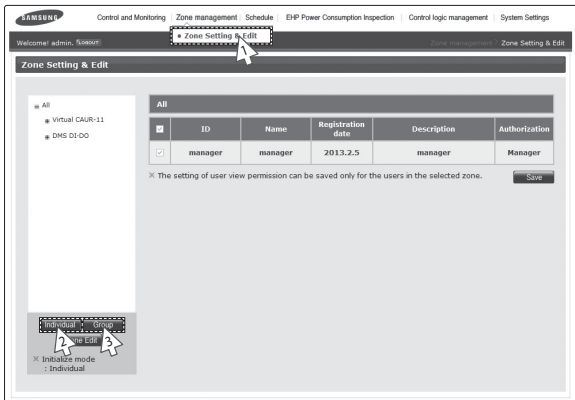 SAMSUNG
Control and Monitoring | Zone management | Schedule | EHP Power Consumption Inspection | Control logic management | System Settings
Zone Setting & Edit
Welcome! admin. LOGOUT
Zone management > Zone Setting & Edit
Zone Setting & Edit
All
Virtual CAUR-11
DMS DI-DO
All
ID Name Registration date Description Authorization
manager manager 2013.2.5 manager Manager
The setting of user view permission can be saved only for the users in the selected zone.
Save
Individual Group
Edit
Initialize mode
: Individual
1
2
3